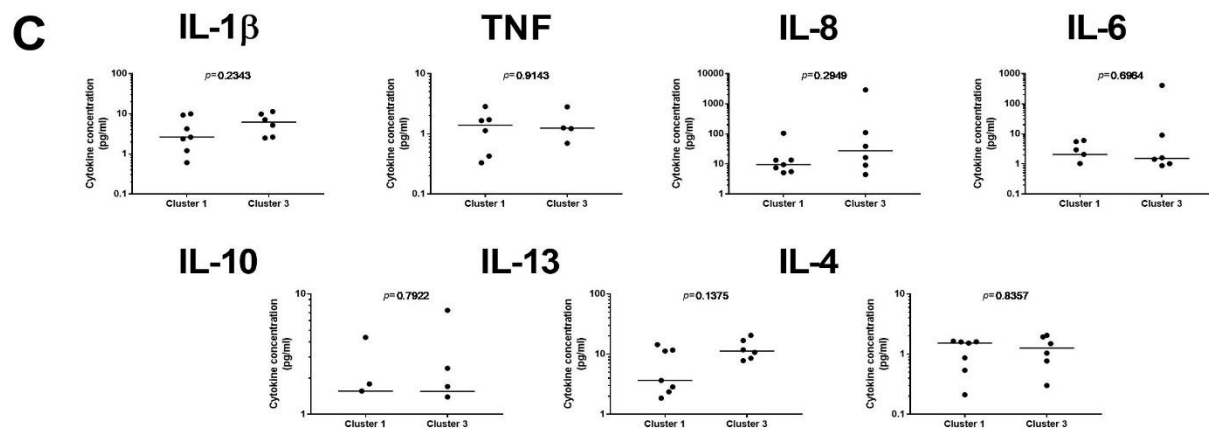 C
IL-1β
TNF
IL-8
IL-6
p=0.2343
p=0.9143
p=0.2949
p=0.6964
Cytokine concentration
(pg/ml)
100
10
1
0.1
Cluster 1 Cluster 3
Cytokine concentration
(pg/ml)
10
1
0.1
Cluster 1 Cluster 3
Cytokine concentration
(pg/ml)
10000
1000
100
10
1
Cluster 1 Cluster 3
Cytokine concentration
(pg/ml)
1000
100
10
1
0.1
Cluster 1 Cluster 3
IL-10
IL-13
IL-4
p=0.7922
p=0.1375
p=0.8357
Cytokine concentration
(pg/ml)
10
1
Cluster 1 Cluster 3
Cytokine concentration
(pg/ml)
100
10
1
Cluster 1 Cluster 3
Cytokine concentration
(pg/ml)
10
1
0.1
Cluster 1 Cluster 3